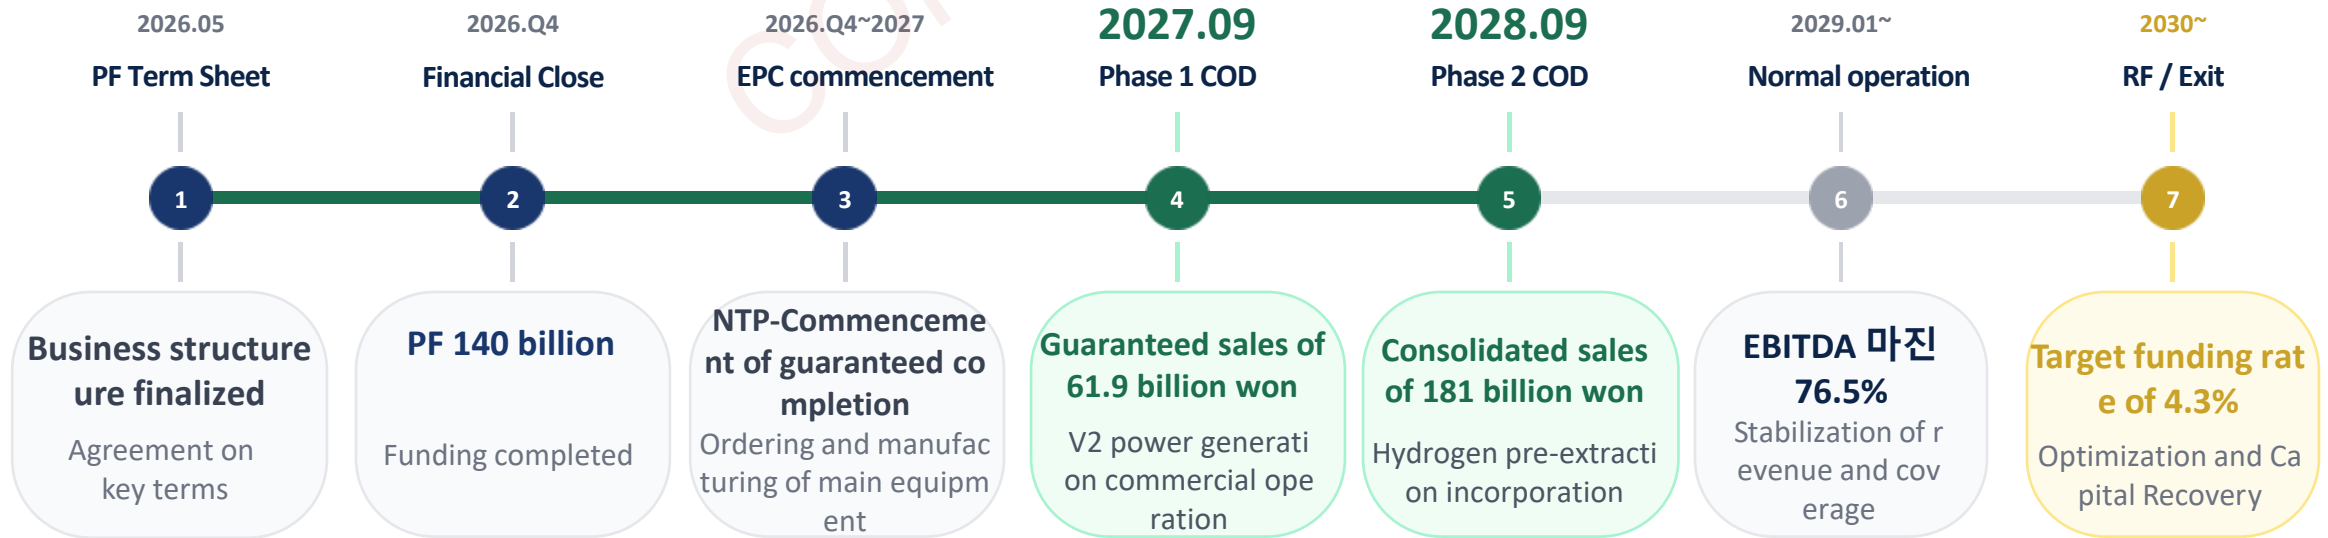 2026.05
PF Term Sheet
1
Business structure
ure finalized
Agreement on
key terms
2026.Q4
Financial Close
2
PF 140 billion
Funding completed
2026.Q4~2027
EPC commencement
3
NTP-Commenceme
nt of guaranteed co
mpletion
Ordering and manufac
turing of main equipm
ent
2027.09
Phase 1 COD
4
Guaranteed sales of
61.9 billion won
V2 power generati
on commercial ope
ration
2028.09
Phase 2 COD
5
Consolidated sales
of 181 billion won
Hydrogen pre-extracti
on incorporation
2029.01~
Normal operation
6
EBITDA 마진
76.5%
Stabilization of r
evenue and cov
erage
2030~
RF / Exit
7
Target funding rat
e of 4.3%
Optimization and Ca
pital Recovery